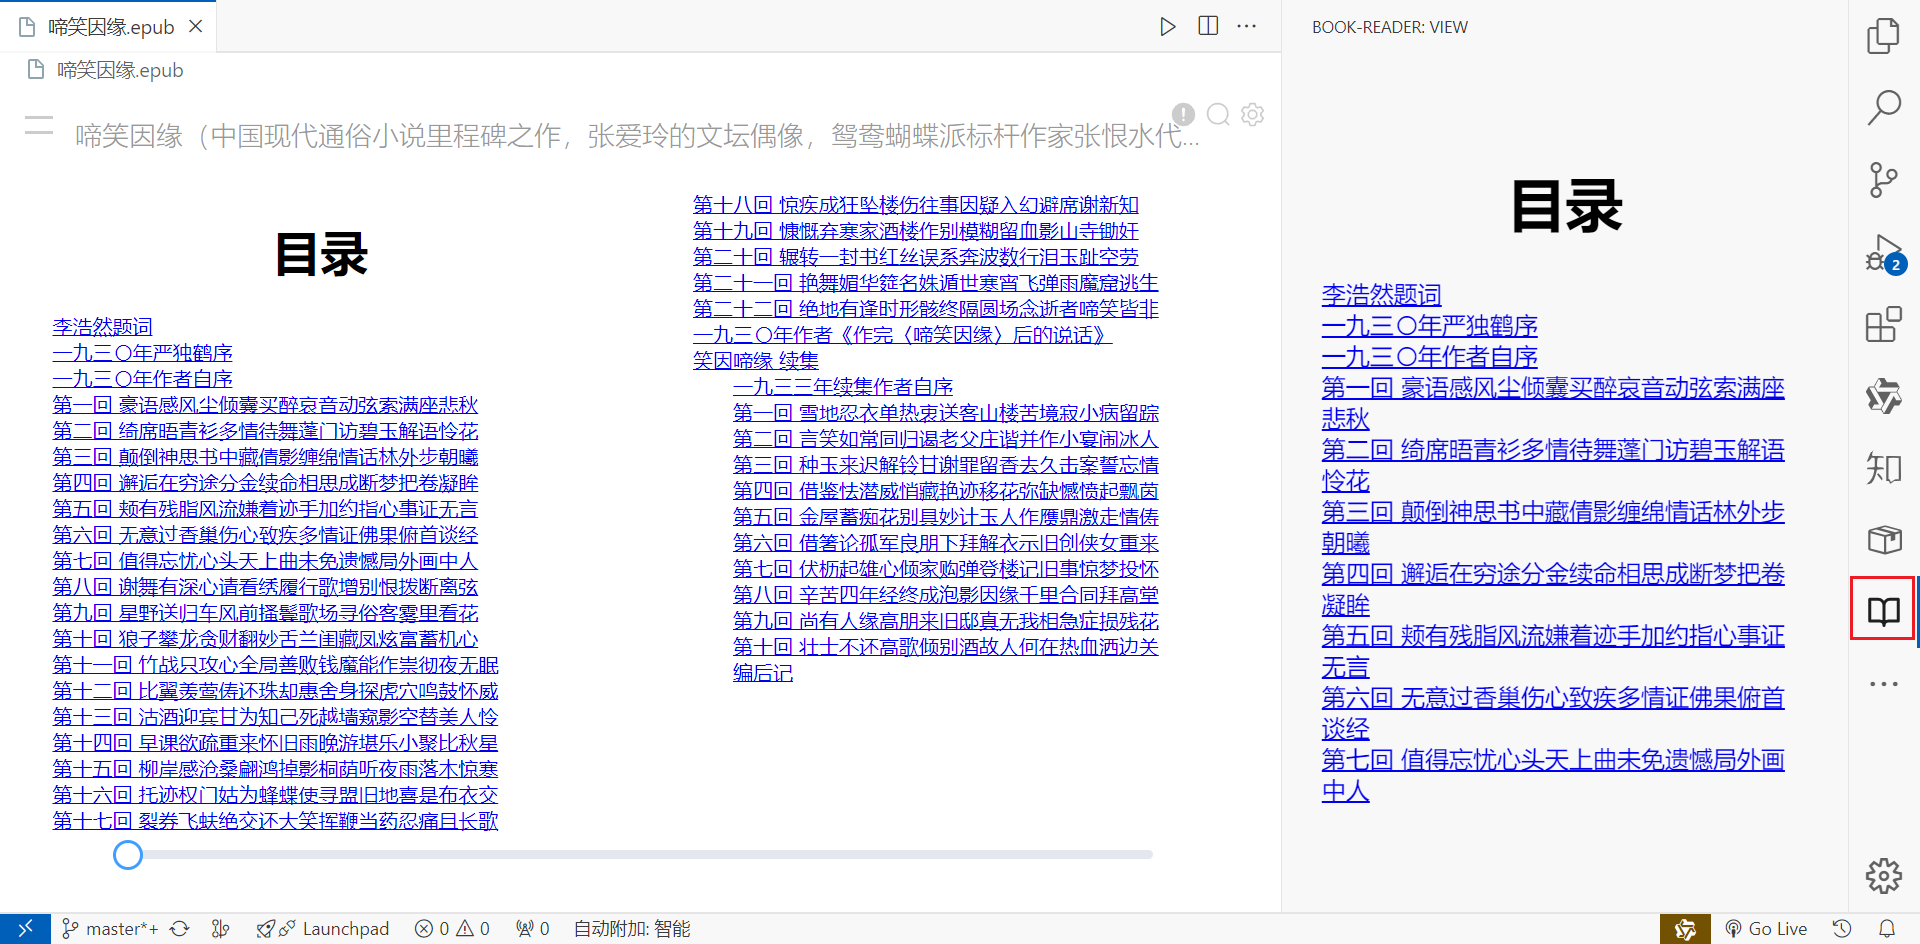 啼笑因缘.epub
啼笑因缘.epub
啼笑因缘（中国现代通俗小说里程碑之作，张爱玲的文坛偶像，鸳鸯蝴蝶派标杆作家张恨水代...
目录
李浩然题词
一九三〇年严独鹤序
一九三〇年作者自序
第一回 豪语感风尘倾囊买醉哀音动弦索满座悲秋
第二回 绮席晤青衫多情待舞蓬门访碧玉解语怜花
第三回 颠倒神思书中藏倩影缠绵情话林外步朝曦
第四回 邂逅在穷途分金续命相思成断梦把卷凝眸
第五回 颊有残脂风流嫌着迹手加约指心事证无言
第六回 无意过香巢伤心致疾多情证佛果俯首谈经
第七回 值得忘忧心头天上曲未免遗憾局外画中人
第八回 谢舞有深心请看绣履行歌增别恨拨断离弦
第九回 星野送归车风前搔鬓歌场寻俗客雾里看花
第十回 狼子攀龙贪财翻妙舌兰闺藏凤炫富蓄机心
第十一回 竹战只攻心全局善败钱魔能作祟彻夜无眠
第十二回 比翼羡莺俦还珠却惠舍身探虎穴鸣鼓怀威
第十三回 沽酒迎宾甘为知己死越墙窥影空替美人怜
第十四回 早课欲疏重来怀旧雨晚游堪乐小聚比秋星
第十五回 柳岸感沧桑翩鸿掉影桐荫听夜雨落木惊寒
第十六回 托迹权门姑为蜂蝶使寻盟旧地喜是布衣交
第十七回 裂券飞蚨绝交还大笑挥鞭当药忍痛且长歌
第十八回 惊疾成狂坠楼伤往事因疑入幻避席谢新知
第十九回 慷慨弃寒家酒楼作别模糊留血影山寺锄奸
第二十回 辗转一封书红丝误系奔波数行泪玉趾空劳
第二十一回 艳舞媚华筵名姝遁世寒宵飞弹雨魔窟逃生
第二十二回 绝地有逢时形骸终隔圆场念逝者啼笑皆非
一九三〇年作者《作完〈啼笑因缘〉后的说话》
笑因啼缘 续集
一九三三年续集作者自序
第一回 雪地忍衣单热衷送客山楼苦境寂小病留踪
第二回 言笑如常同归谒老父庄谐并作小宴闹冰人
第三回 种玉来迟解铃甘谢罪留香去久击案誓忘情
第四回 借鉴怯潜威悄藏艳迹移花弥缺憾愤起飘茵
第五回 金屋蓄痴花别具妙计玉人作赝鼎激走情俦
第六回 借箸论孤军良朋下拜解衣示旧创侠女重来
第七回 伏枥起雄心倾家购弹登楼记旧事惊梦投怀
第八回 辛苦四年经终成泡影因缘千里合同拜高堂
第九回 尚有人缘高朋来旧邸真无我相急症损残花
第十回 壮士不还高歌倾别酒故人何在热血洒边关
编后记
BOOK-READER: VIEW
目录
李浩然题词
一九三〇年严独鹤序
一九三〇年作者自序
第一回 豪语感风尘倾囊买醉哀音动弦索满座
悲秋
第二回 绮席晤青衫多情待舞蓬门访碧玉解语
怜花
第三回 颠倒神思书中藏倩影缠绵情话林外步
朝曦
第四回 邂逅在穷途分金续命相思成断梦把卷
凝眸
第五回 颊有残脂风流嫌着迹手加约指心事证
无言
第六回 无意过香巢伤心致疾多情证佛果俯首
谈经
第七回 值得忘忧心头天上曲未免遗憾局外画
中人
2
知
master*+
Launchpad
0
0
0
自动附加: 智能
Go Live